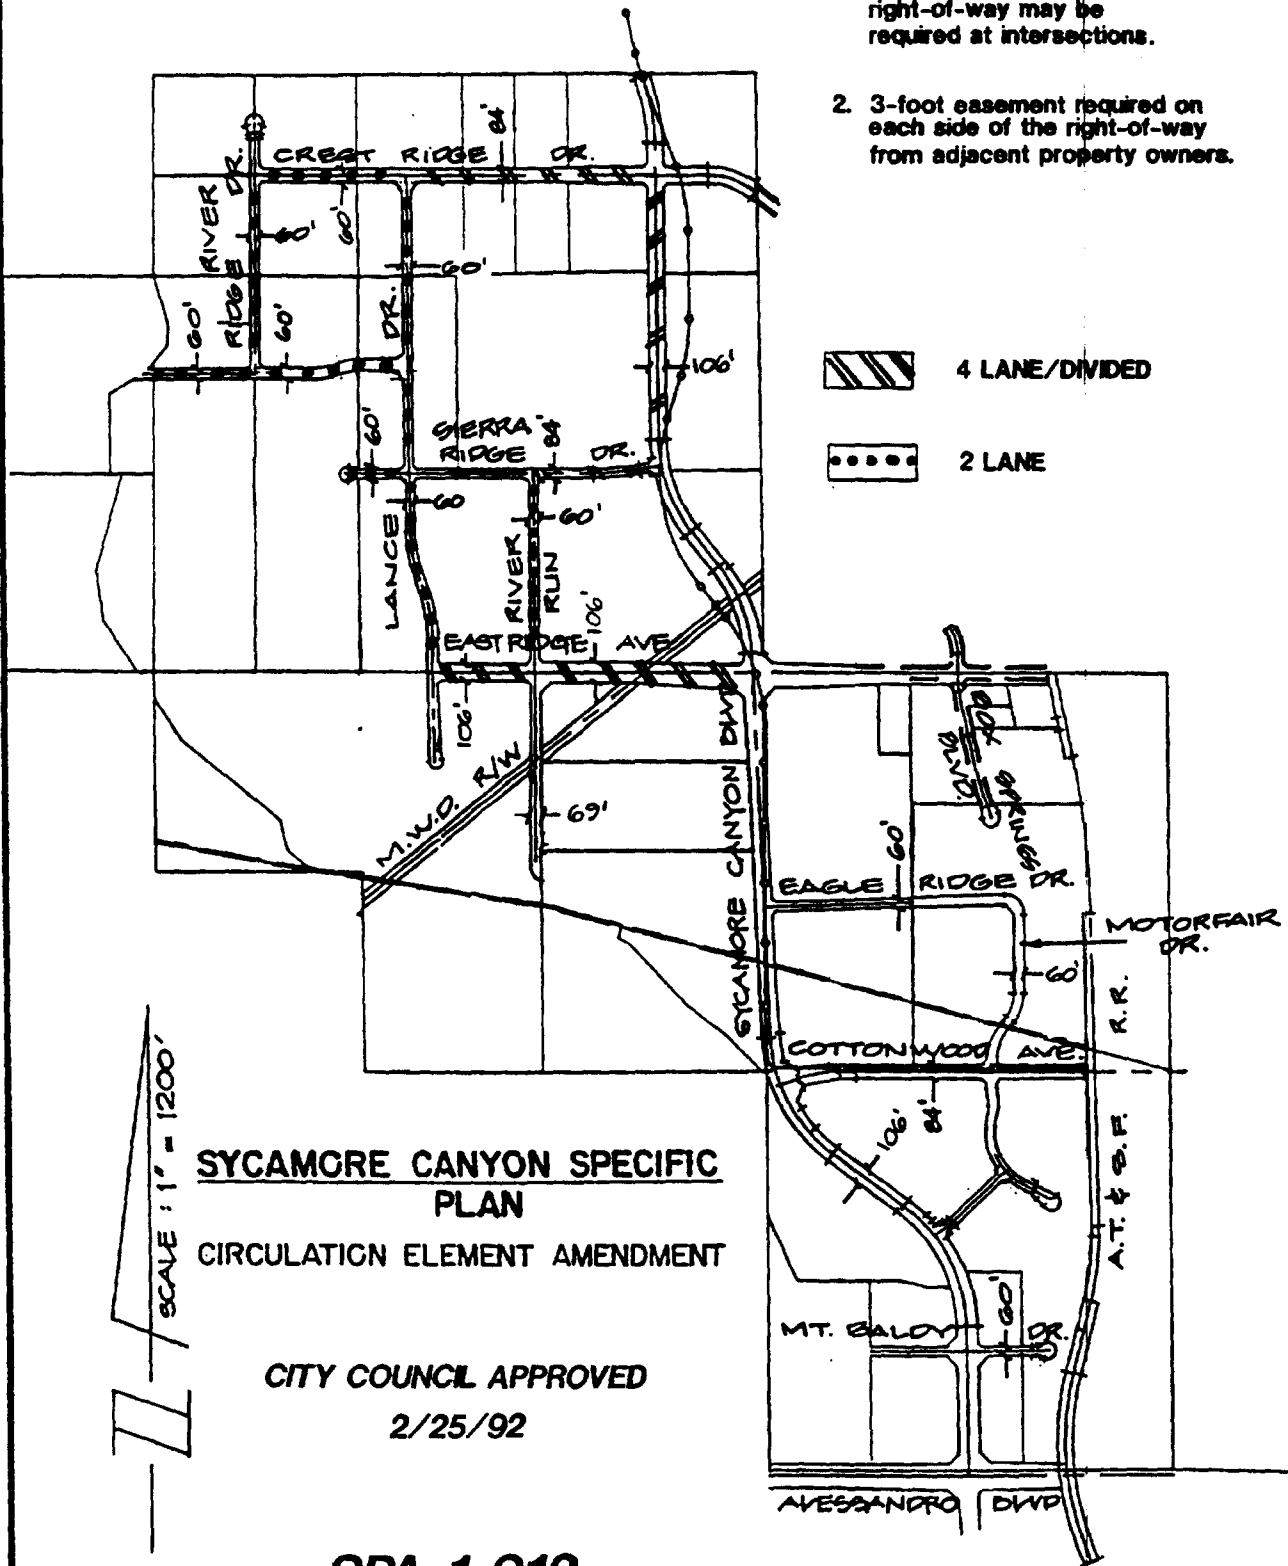 right-of-way may be
required at intersections.
2. 3-foot easement required on
each side of the right-of-way
from adjacent property owners.
84'
CREST RIDGE DR.
RIVER RIDGE DR.
60'
60'
60'
60'
60'
DR.
106'
4 LANE/DIVIDED
2 LANE
60'
SIERRA RIDGE DR.
84'
60
60'
LANCE
RIVER RUN
106'
EASTRIDGE AVE
106'
M.W.D. R/W
69'
SYCAMORE CANYON BLVD
BOX SPRINGS BLVD.
60'
EAGLE RIDGE DR.
MOTORFAIR
DR.
60'
COTTONWOOD AVE.
A.T. & S.F. R.R.
106'
84'
SCALE : 1" = 1200'
SYCAMORE CANYON SPECIFIC
PLAN
CIRCULATION ELEMENT AMENDMENT
60'
MT. BALDY DR.
CITY COUNCIL APPROVED
2/25/92
ALESSANDRO BLVD